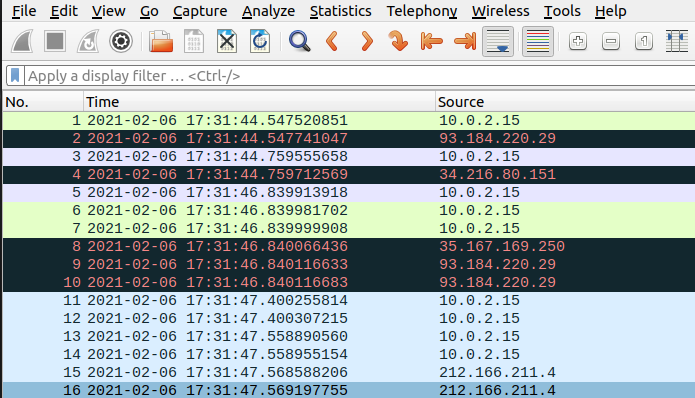 File Edit View Go Capture Analyze Statistics Telephony Wireless Tools Help
Apply a display filter … <Ctrl-/>
No. Time Source
1 2021-02-06 17:31:44.547520851 10.0.2.15
2 2021-02-06 17:31:44.547741047 93.184.220.29
3 2021-02-06 17:31:44.759555658 10.0.2.15
4 2021-02-06 17:31:44.759712569 34.216.80.151
5 2021-02-06 17:31:46.839913918 10.0.2.15
6 2021-02-06 17:31:46.839981702 10.0.2.15
7 2021-02-06 17:31:46.839999908 10.0.2.15
8 2021-02-06 17:31:46.840066436 35.167.169.250
9 2021-02-06 17:31:46.840116633 93.184.220.29
10 2021-02-06 17:31:46.840116683 93.184.220.29
11 2021-02-06 17:31:47.400255814 10.0.2.15
12 2021-02-06 17:31:47.400307215 10.0.2.15
13 2021-02-06 17:31:47.558890560 10.0.2.15
14 2021-02-06 17:31:47.558955154 10.0.2.15
15 2021-02-06 17:31:47.568588206 212.166.211.4
16 2021-02-06 17:31:47.569197755 212.166.211.4